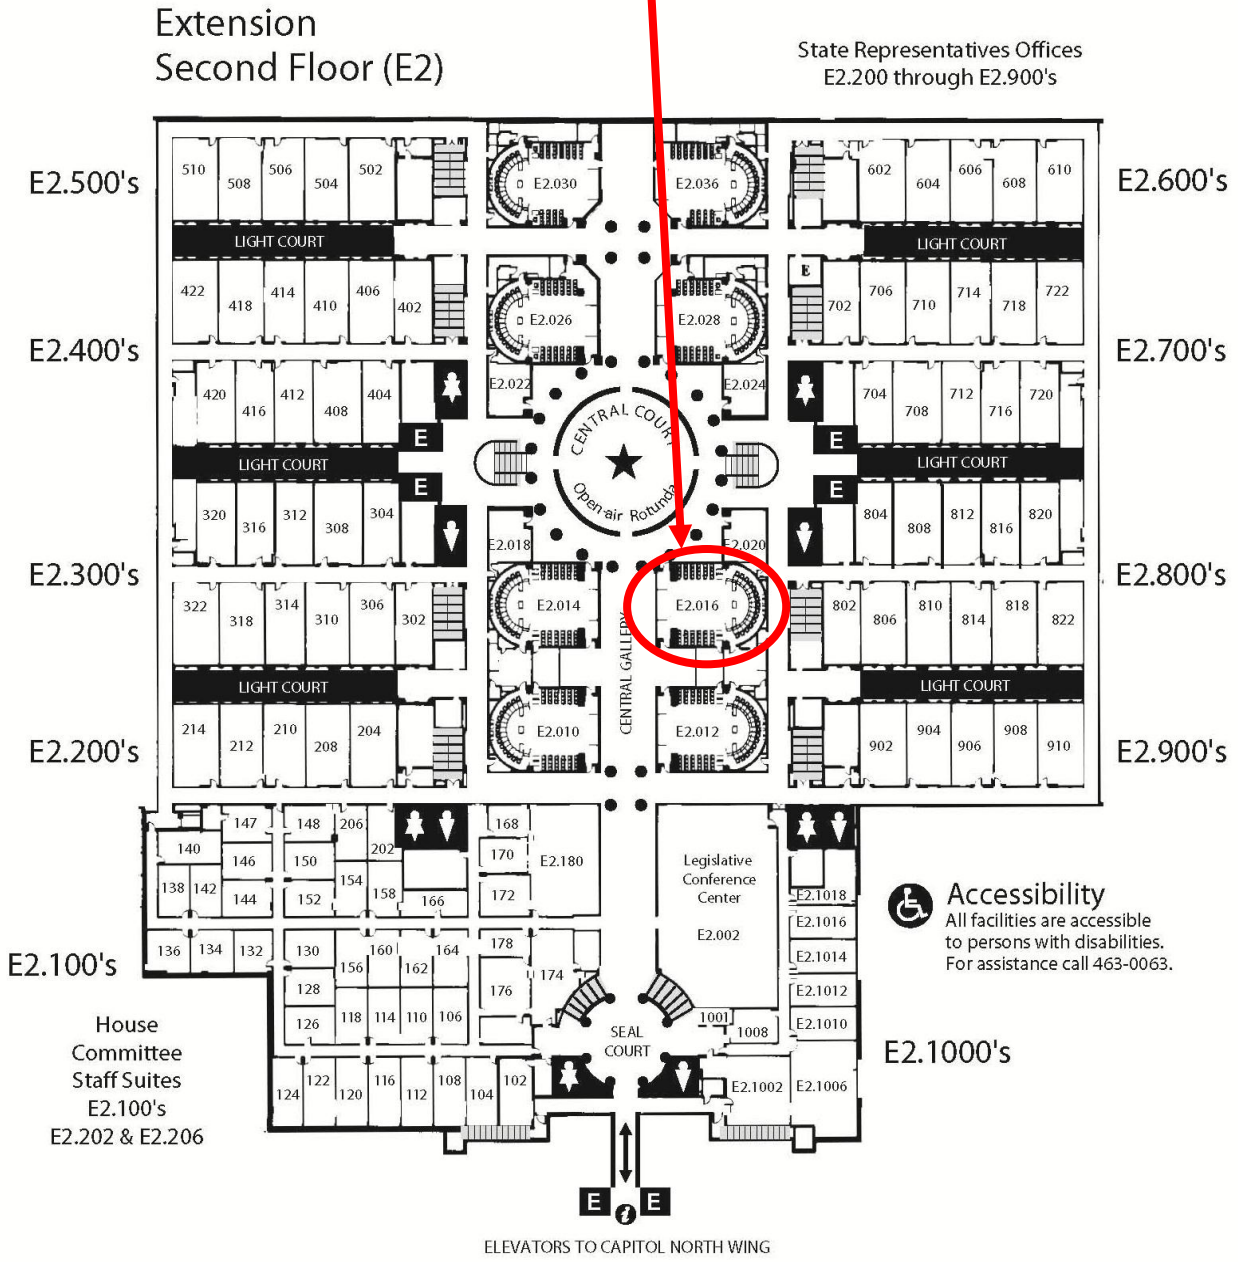 Extension
Second Floor (E2)
State Representatives Offices
E2.200 through E2.900's
E2.500's
510
508
506
504
502
E2.030
E2.036
602
604
606
608
610
E2.600's
LIGHT COURT
LIGHT COURT
E
422
418
414
410
406
402
E2.026
E2.028
702
706
710
714
718
722
E2.400's
E2.700's
420
416
412
408
404
E2.022
E2.024
704
708
712
716
720
CENTRAL COURT
Open-air Rotunda
E
E
LIGHT COURT
LIGHT COURT
E
E
320
316
312
308
304
E2.018
E2.020
804
808
812
816
820
E2.300's
E2.800's
322
318
314
310
306
302
E2.014
E2.016
802
806
810
814
818
822
CENTRAL GALLERY
LIGHT COURT
LIGHT COURT
214
212
210
208
204
E2.010
E2.012
902
904
906
908
910
E2.200's
E2.900's
147
148
206
168
140
146
150
202
170
E2.180
Legislative
Conference
Center
E2.002
138
142
144
152
154
158
166
172
E2.1018
E2.1016
E2.1014
E2.1012
E2.1010
Accessibility
All facilities are accessible
to persons with disabilities.
For assistance call 463-0063.
136
134
132
130
160
164
178
156
162
174
128
176
E2.100's
126
118
114
110
106
1001
1008
SEAL
COURT
E2.1000's
124
122
120
116
112
108
104
102
E2.1002
E2.1006
House
Committee
Staff Suites
E2.100's
E2.202 & E2.206
E
E
i
ELEVATORS TO CAPITOL NORTH WING